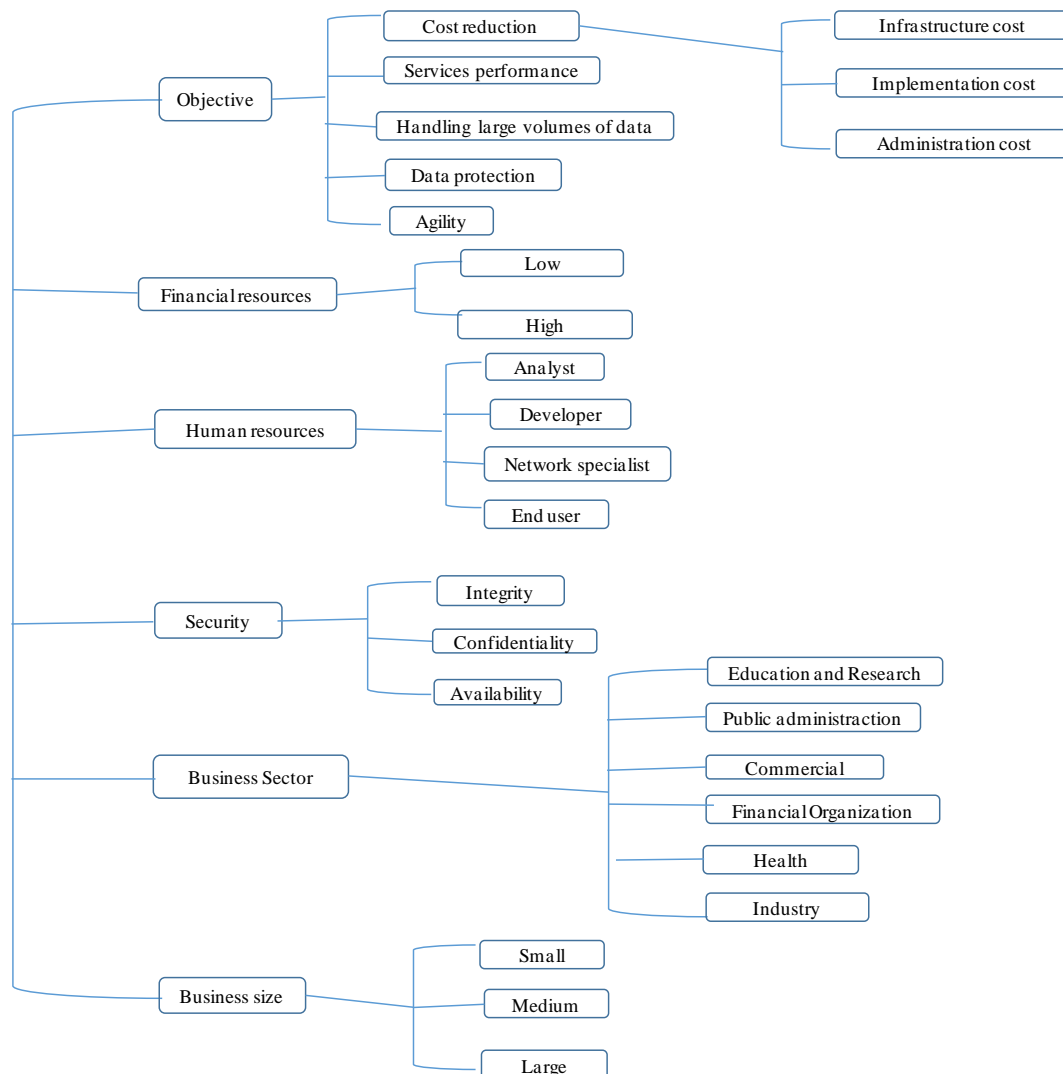 Objective
Cost reduction
Infrastructure cost
Implementation cost
Administration cost
Services performance
Handling large volumes of data
Data protection
Agility
Financial resources
Low
High
Human resources
Analyst
Developer
Network specialist
End user
Security
Integrity
Confidentiality
Availability
Business Sector
Education and Research
Public administraction
Commercial
Financial Organization
Health
Industry
Business size
Small
Medium
Large